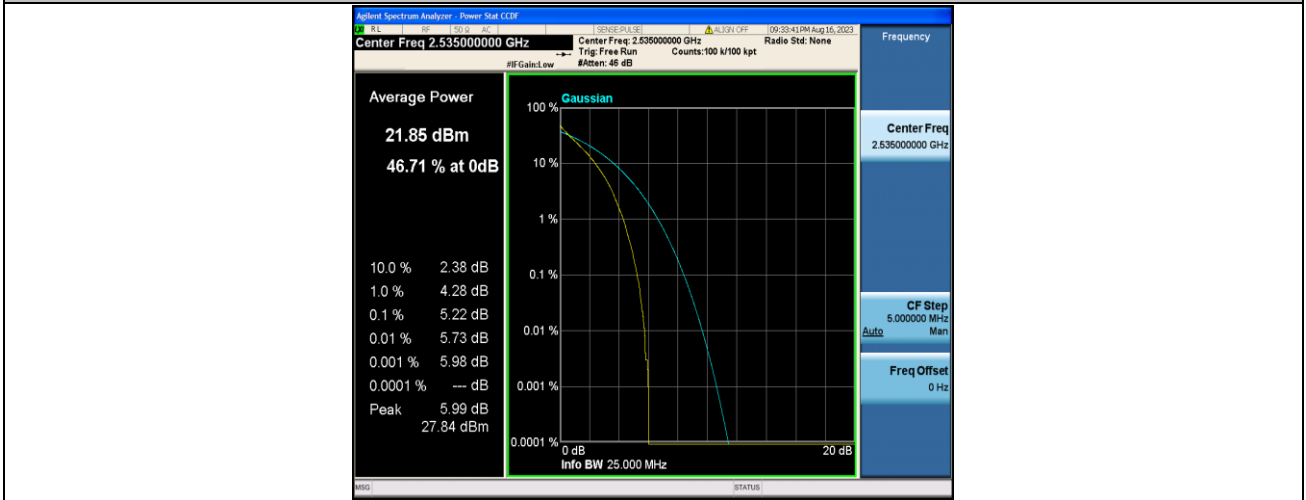 Agilent Spectrum Analyzer - Power Stat CCDF
RL RF 50 Ω AC SENSE:PULSE ALIGN OFF 09:33:41 PM Aug 16, 2023
Center Freq 2.535000000 GHz
Center Freq: 2.535000000 GHz Radio Std: None
Trig: Free Run Counts:100 k/100 kpt
#IFGain:Low #Atten: 46 dB
Frequency
Average Power
21.85 dBm
46.71 % at 0dB
10.0 % 2.38 dB
1.0 % 4.28 dB
0.1 % 5.22 dB
0.01 % 5.73 dB
0.001 % 5.98 dB
0.0001 % --- dB
Peak 5.99 dB
27.84 dBm
Gaussian
100 %
10 %
1 %
0.1 %
0.01 %
0.001 %
0.0001 %
0 dB 20 dB
Info BW 25.000 MHz
Center Freq
2.535000000 GHz
CF Step
5.000000 MHz
Auto Man
Freq Offset
0 Hz
MSG STATUS